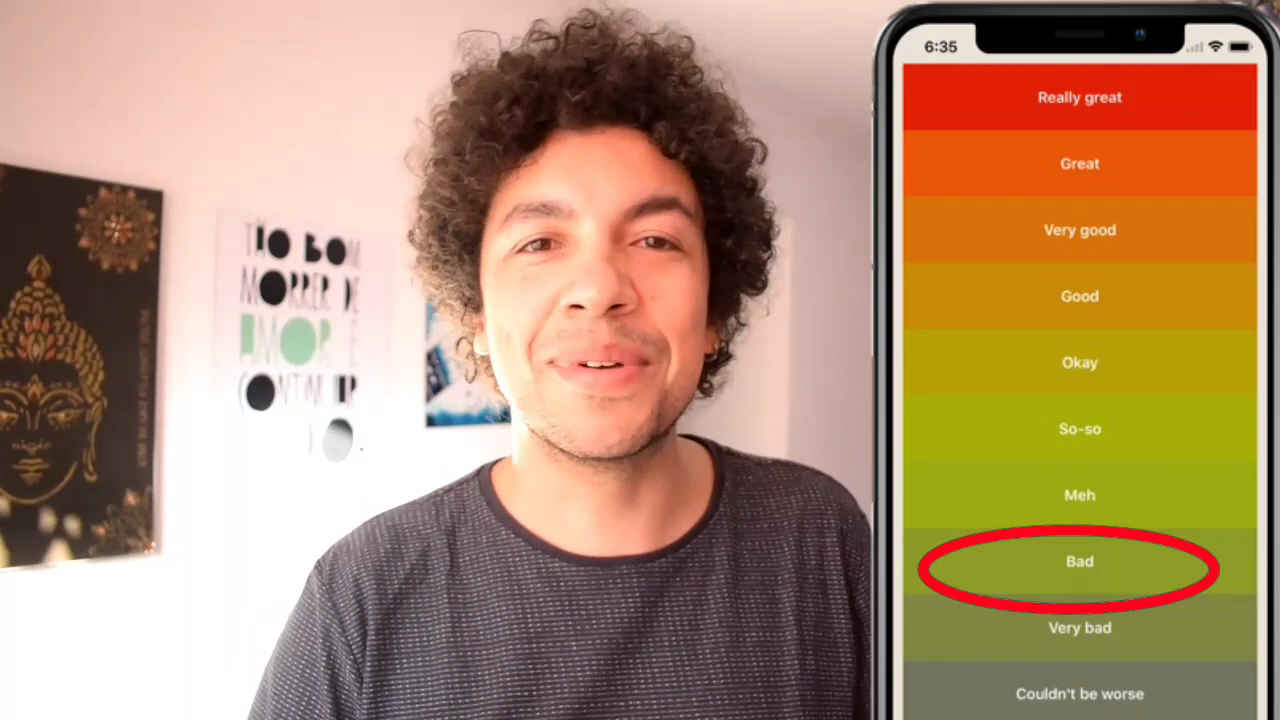 TÃO BOM
MORRER DE
AMOR E
CONTINUAR
6:35
Really great
Great
Very good
Good
Okay
So-so
Meh
Bad
Very bad
Couldn't be worse